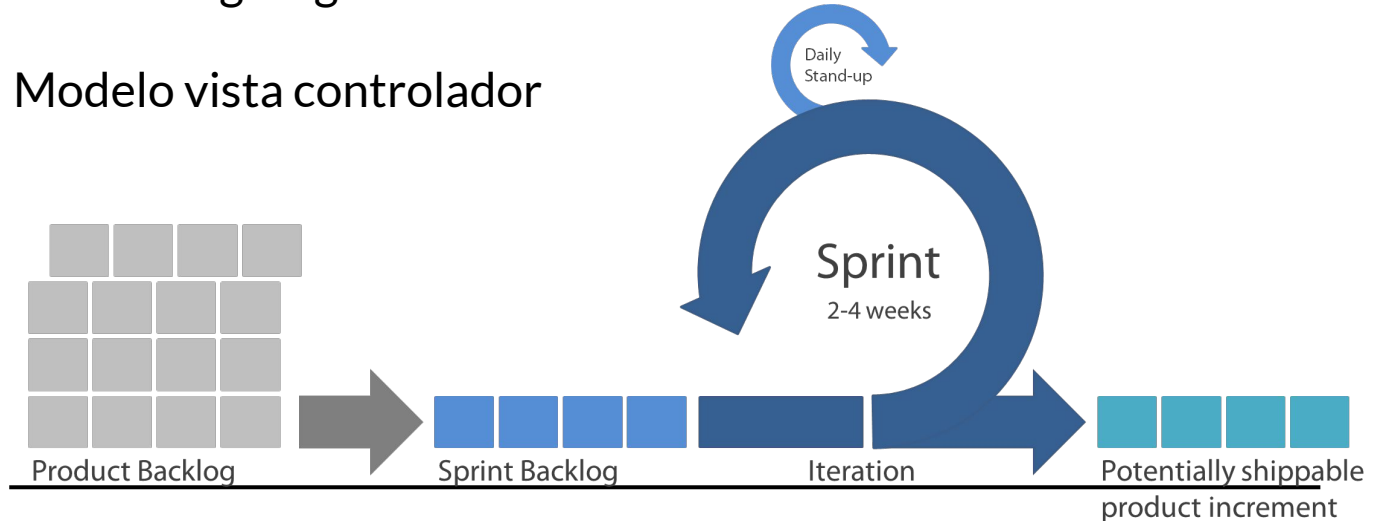 Modelo vista controlador
Daily
Stand-up
Sprint
2-4 weeks
Product Backlog
Sprint Backlog
Iteration
Potentially shippable
product increment